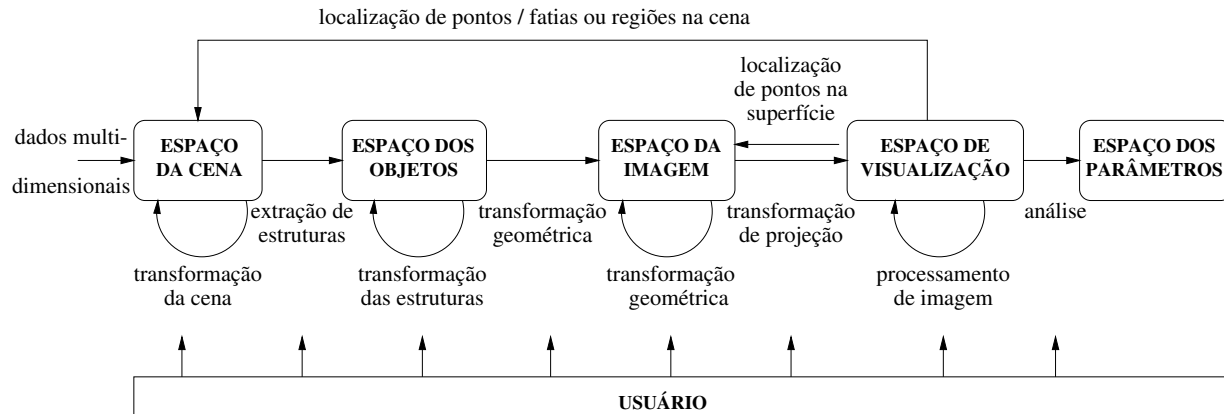 localização de pontos / fatias ou regiões na cena
localização
de pontos na
superfície
dados multi-
dimensionais
ESPAÇO
DA CENA
ESPAÇO DOS
OBJETOS
ESPAÇO DA
IMAGEM
ESPAÇO DE
VISUALIZAÇÃO
ESPAÇO DOS
PARÂMETROS
extração de
estruturas
transformação
geométrica
transformação
de projeção
análise
transformação
da cena
transformação
das estruturas
transformação
geométrica
processamento
de imagem
USUÁRIO